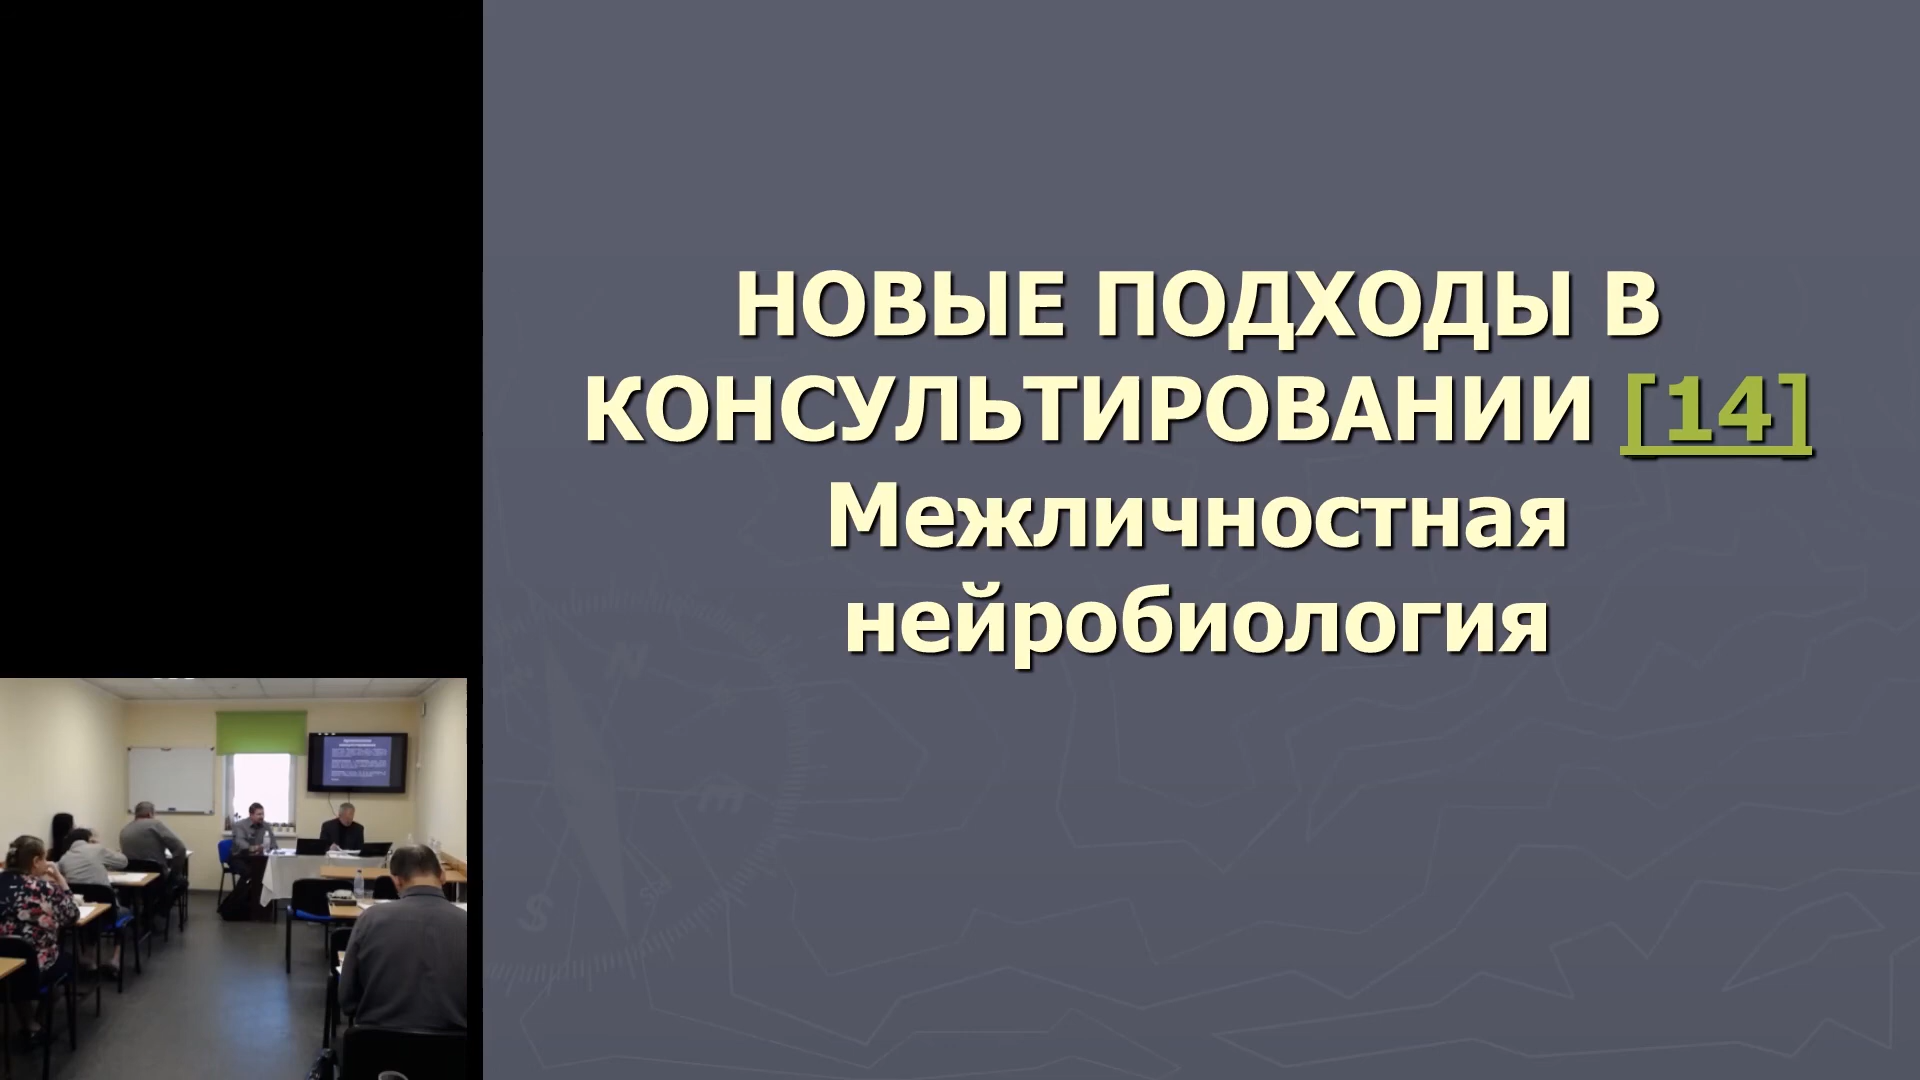 НОВЫЕ ПОДХОДЫ В
КОНСУЛЬТИРОВАНИИ [14]
Межличностная
нейробиология
N
E
S